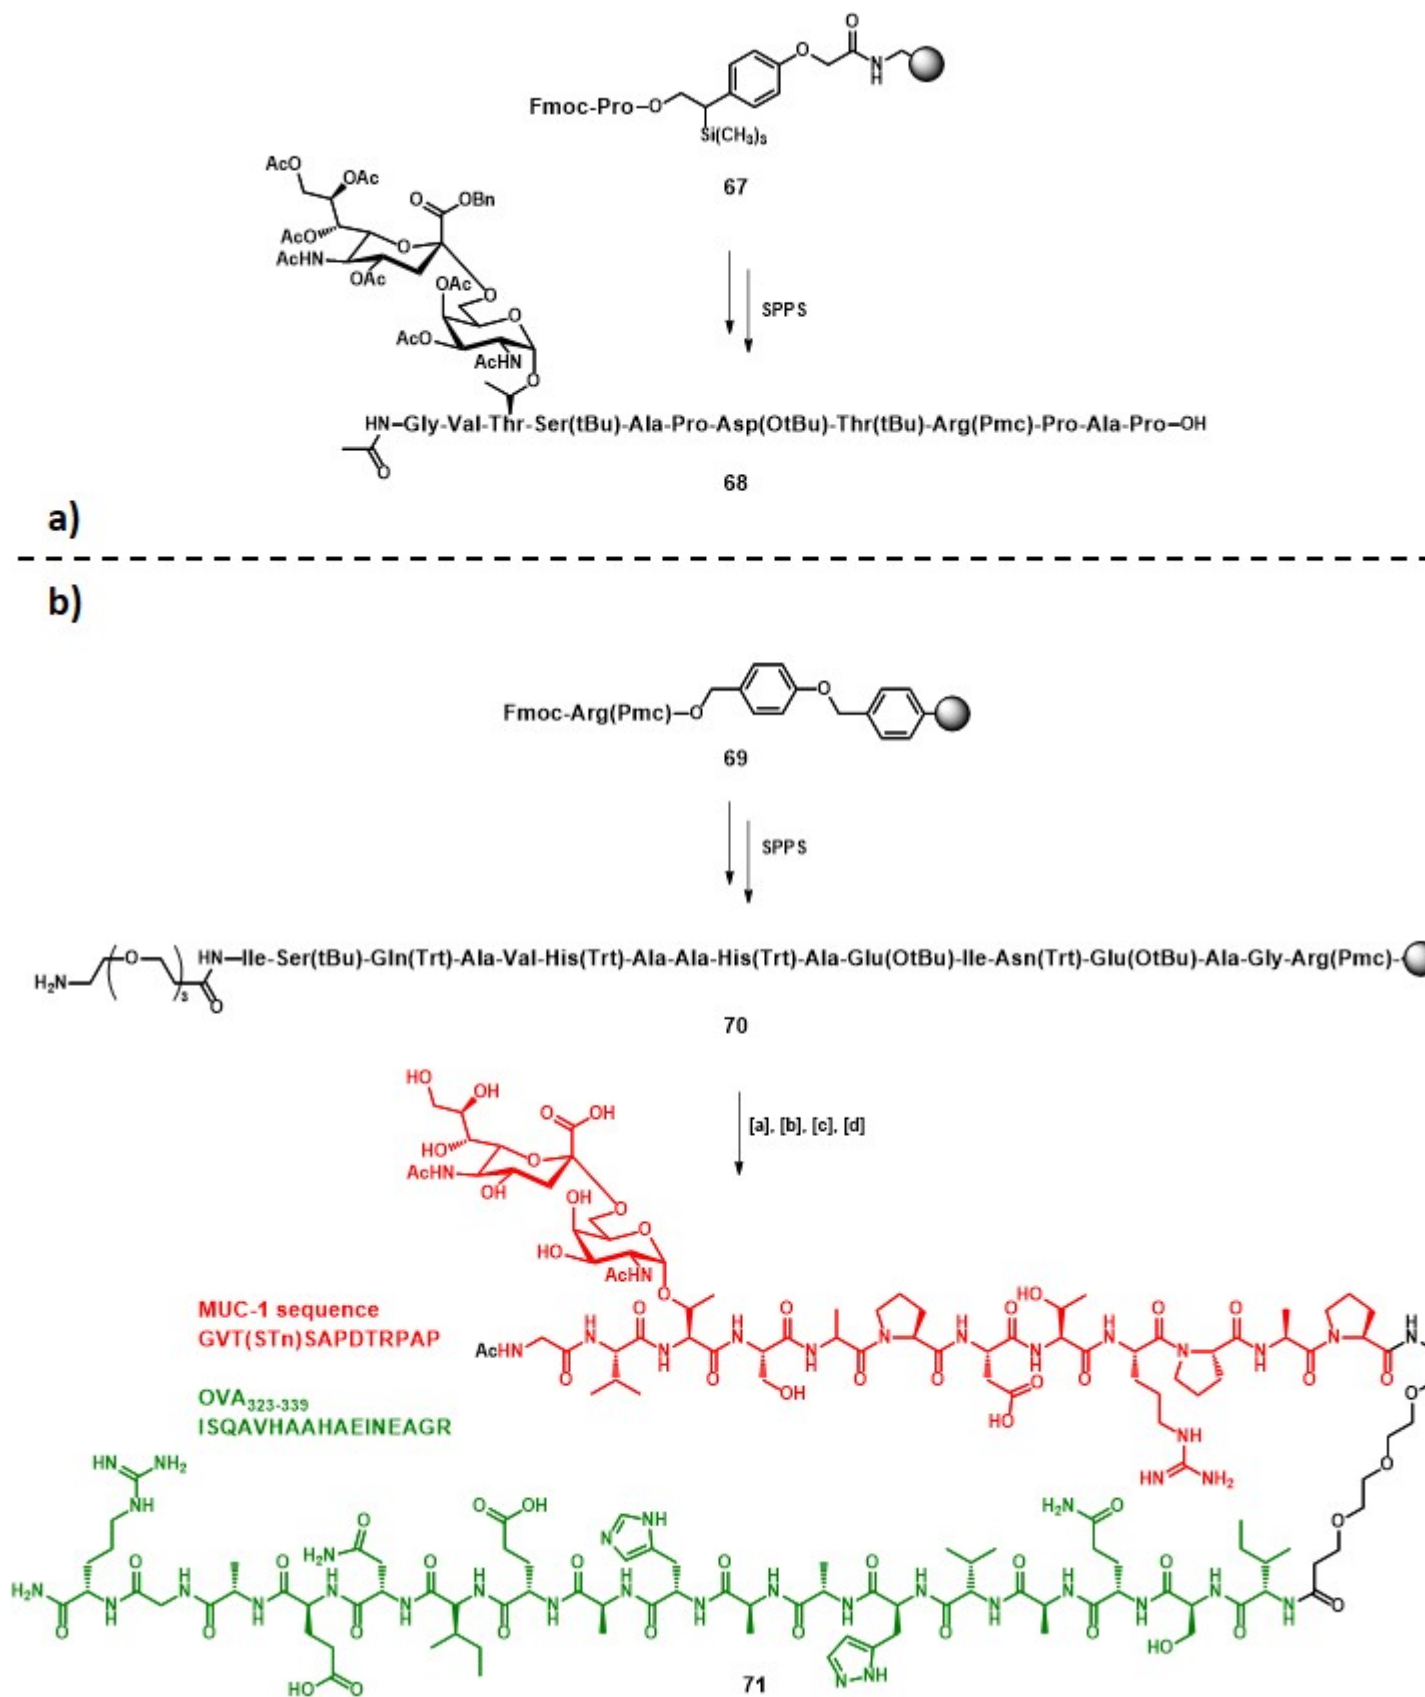 O
O
N
H
Fmoc-Pro–O
Si(CH₃)₃
67
AcO
OAc
O
OBn
AcO
O
AcHN
OAc
OAc
O
O
AcO
AcHN
O
SPPS
HN–Gly-Val-Thr-Ser(tBu)-Ala-Pro-Asp(OtBu)-Thr(tBu)-Arg(Pmc)-Pro-Ala-Pro–OH
O
68
a)
b)
Fmoc-Arg(Pmc)–O
O
69
SPPS
H₂N
O
3
O
HN–Ile-Ser(tBu)-Gln(Trt)-Ala-Val-His(Trt)-Ala-Ala-His(Trt)-Ala-Glu(OtBu)-Ile-Asn(Trt)-Glu(OtBu)-Ala-Gly-Arg(Pmc)-
70
[a], [b], [c], [d]
HO
OH
O
OH
HO
O
AcHN
OH
OH
O
O
HO
AcHN
O
MUC-1 sequence
GVT(STn)SAPDTRPAP
OVA₃₂₃₋₃₃₉
ISQAVHAAHAEINEAGR
AcHN
O
H
N
O
N
H
O
H
N
O
OH
N
H
O
N
O
H
N
O
HO
O
N
H
HO
O
H
N
O
NH
HN
NH₂
N
O
N
H
O
N
O
HN
O
O
O
O
HN
NH₂
NH
H₂N
O
N
H
O
H
N
O
N
H
O
HO
O
N
H
O
H₂N
O
N
H
O
H
N
O
OH
O
N
H
O
N
H
O
N
NH
N
H
O
N
H
O
N
H
O
N
NH
H
N
O
N
H
O
N
H
O
H₂N
O
N
H
O
HO
N
H
O
N
H
71